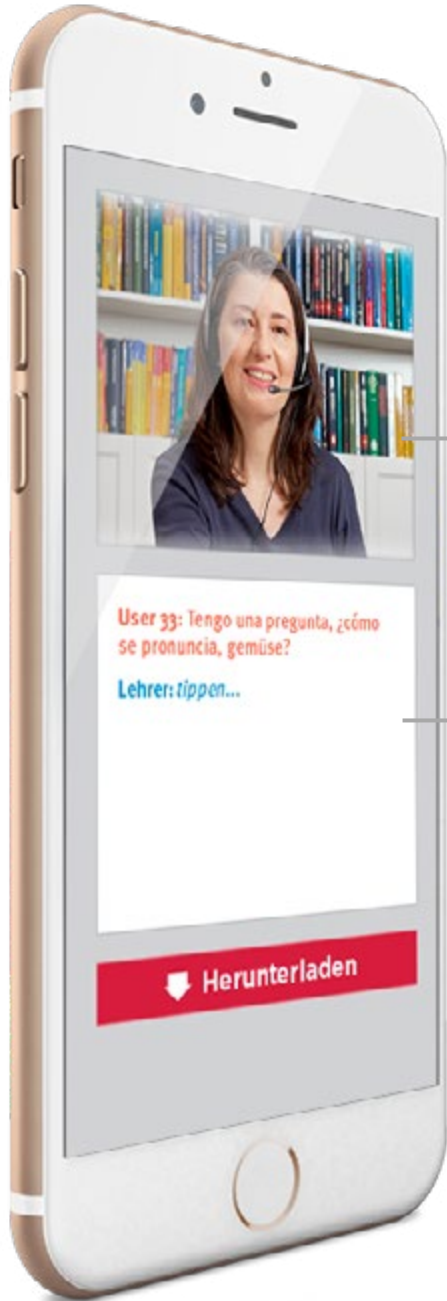 User 33: Tengo una pregunta, ¿cómo
se pronuncia, gemüse?
Lehrer: tippen...
Herunterladen